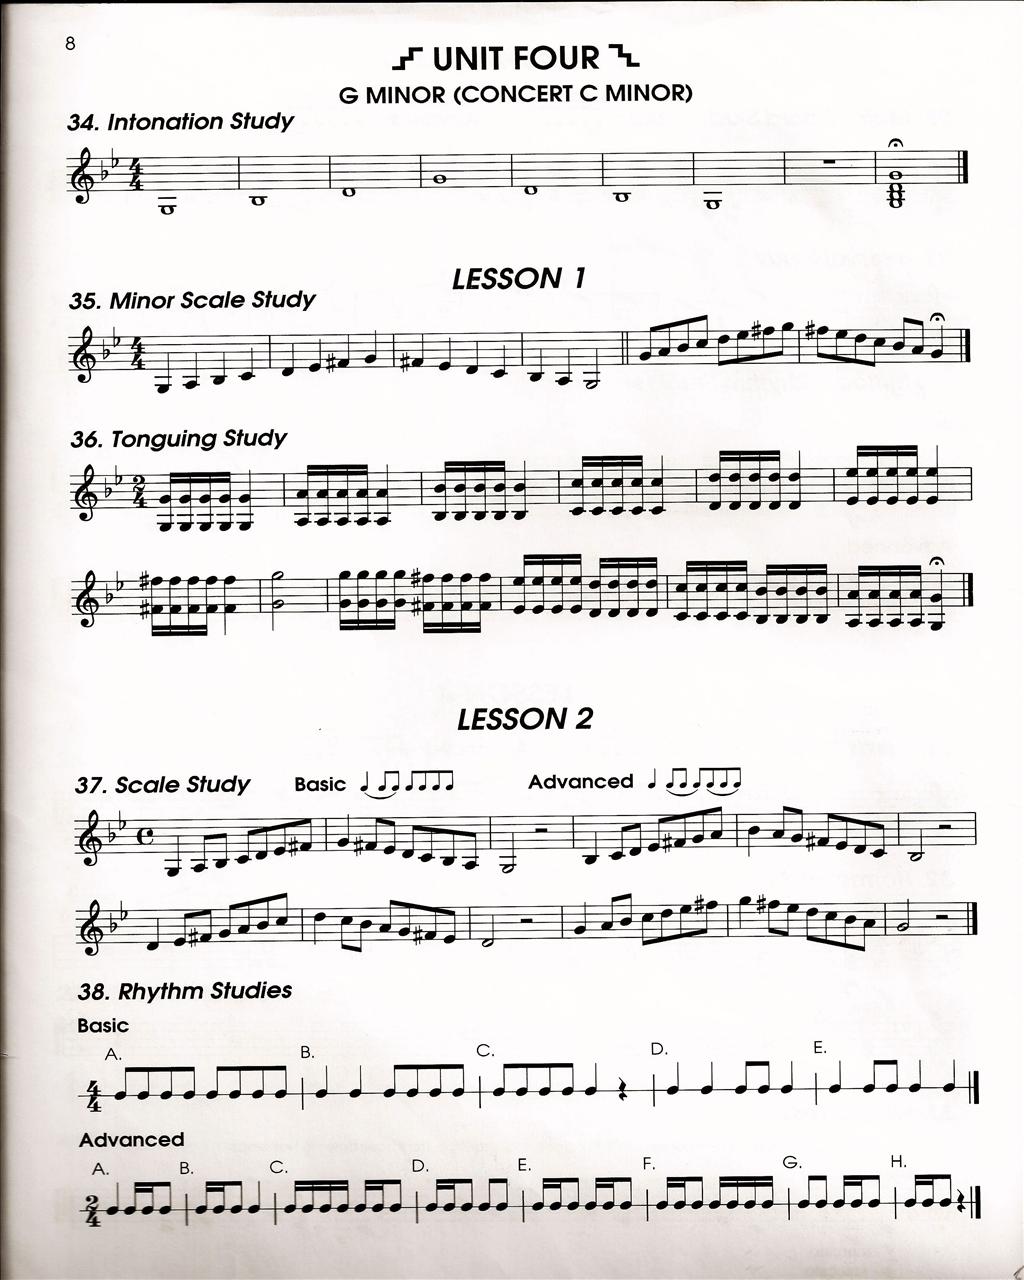 8
UNIT FOUR
G MINOR (CONCERT C MINOR)
34. Intonation Study
LESSON 1
35. Minor Scale Study
36. Tonguing Study
LESSON 2
37. Scale Study Basic Advanced
38. Rhythm Studies
Basic
A. B. C. D. E.
Advanced
A. B. C. D. E. F. G. H.